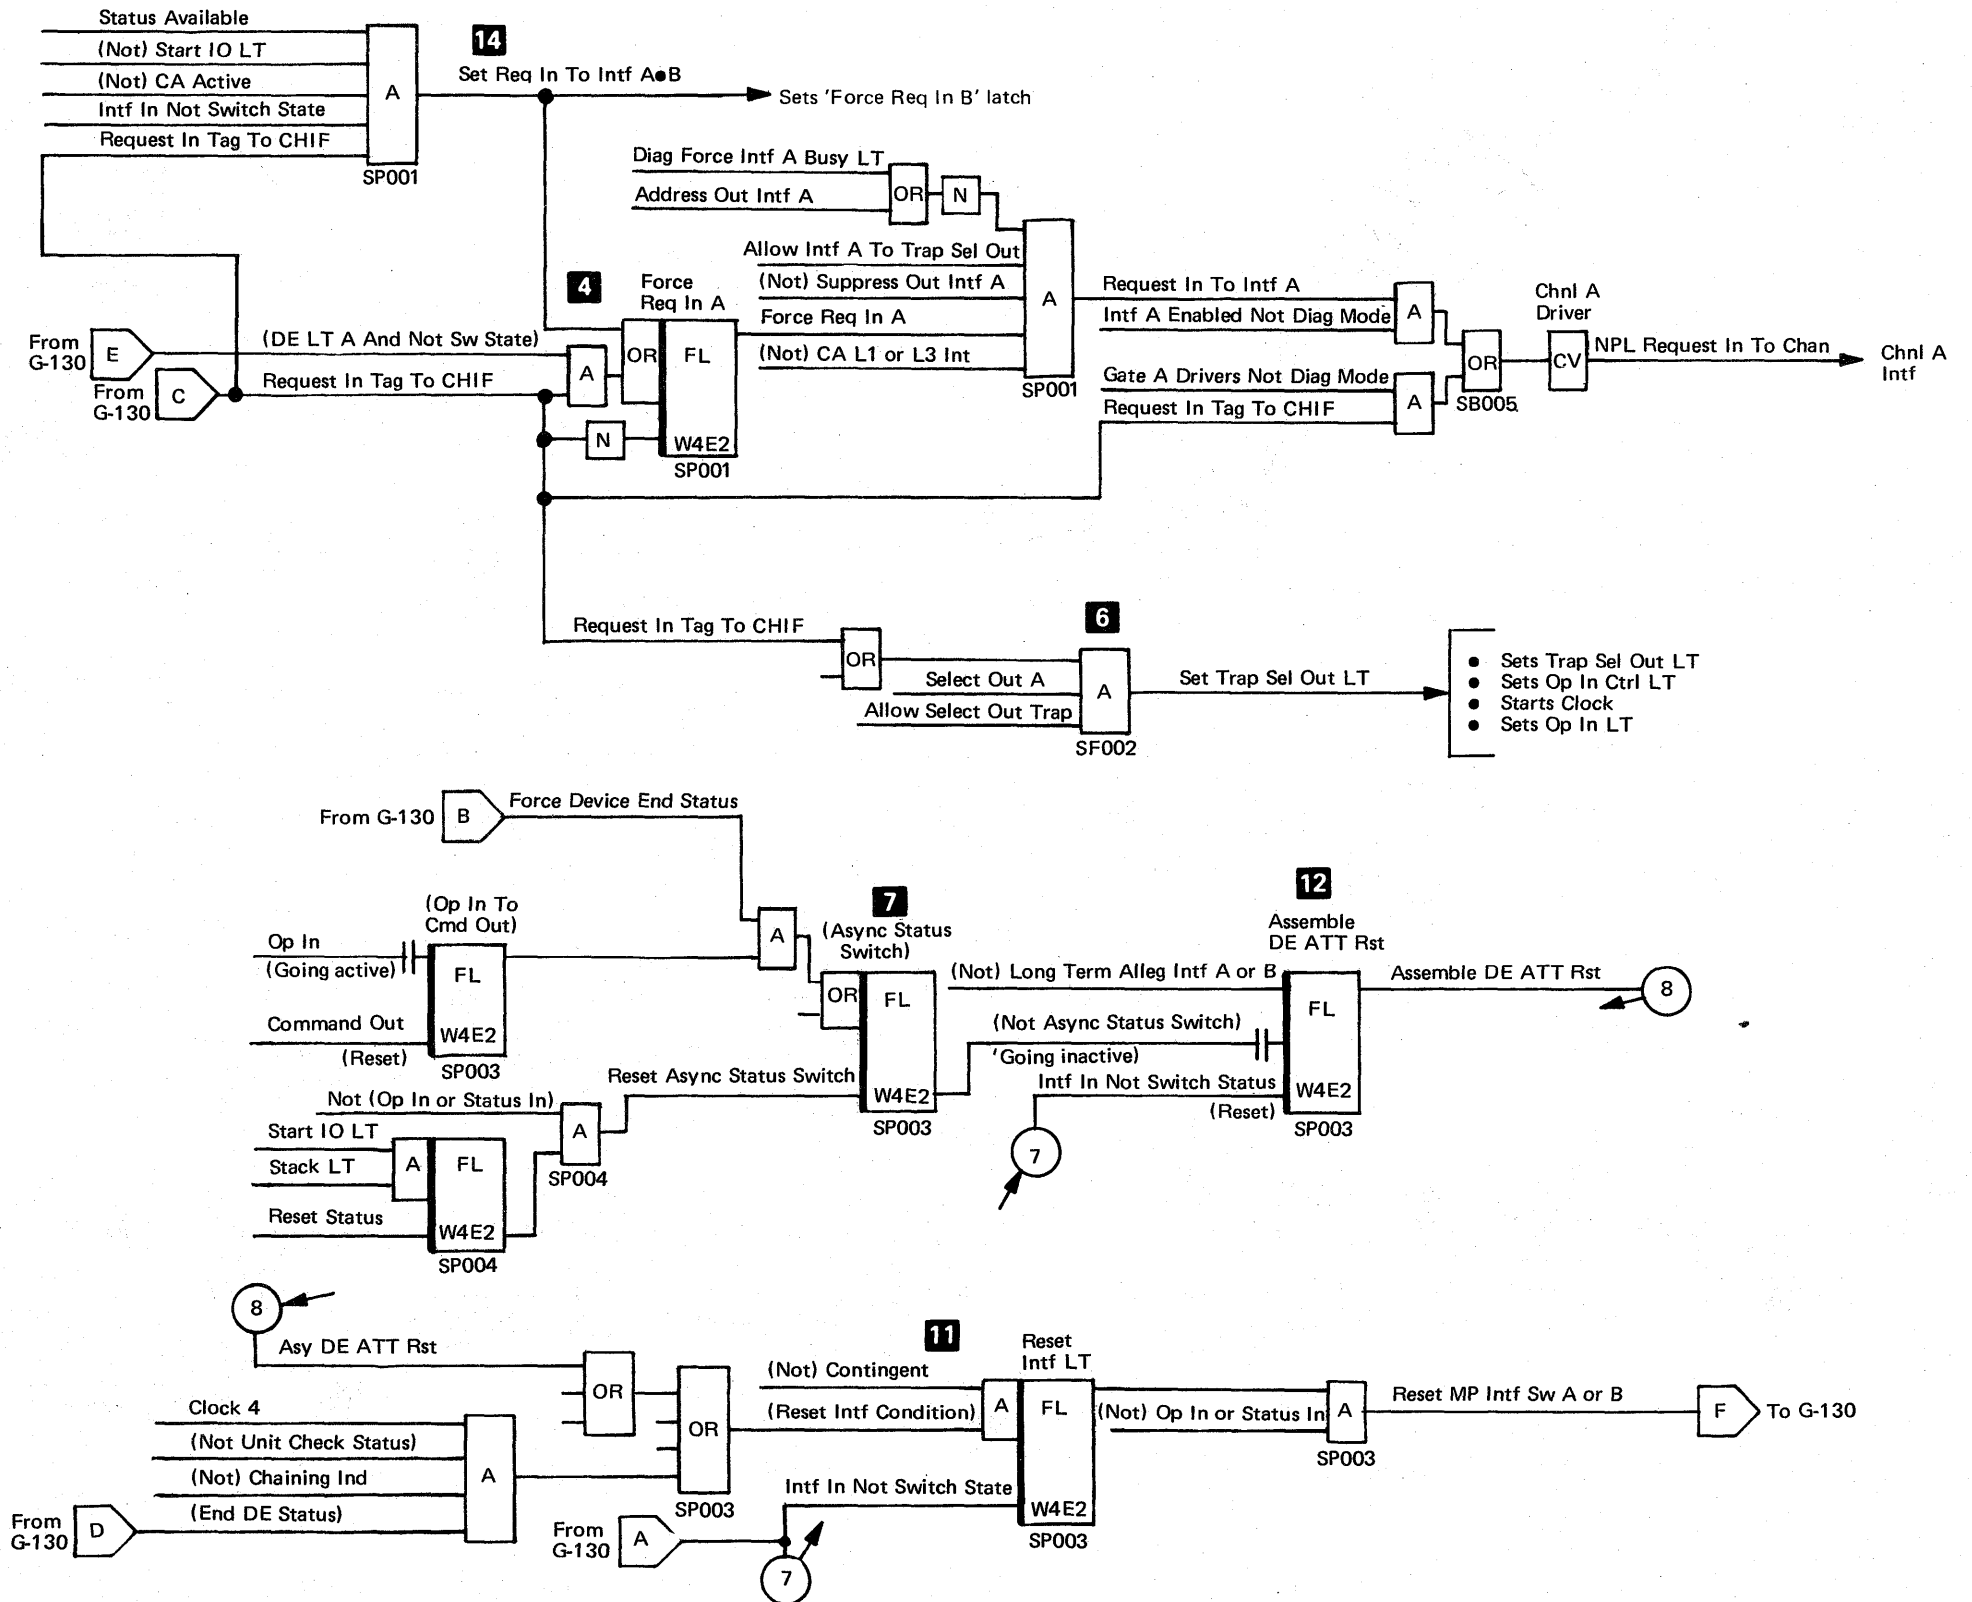 Status Available
(Not) Start IO LT
(Not) CA Active
Intf In Not Switch State
Request In Tag To CHIF
A
SP001
14
Set Req In To Intf A●B
Sets 'Force Req In B' latch
Diag Force Intf A Busy LT
Address Out Intf A
OR
N
Allow Intf A To Trap Sel Out
(Not) Suppress Out Intf A
Force Req In A
(Not) CA L1 or L3 Int
A
SP001
4
Force
Req In A
From
G-130
E
(DE LT A And Not Sw State)
From
G-130
C
Request In Tag To CHIF
A
OR
FL
N
W4E2
SP001
Request In To Intf A
Intf A Enabled Not Diag Mode
A
Gate A Drivers Not Diag Mode
Request In Tag To CHIF
A
OR
SB005
Chnl A
Driver
CV
NPL Request In To Chan
Chnl A
Intf
Request In Tag To CHIF
OR
Select Out A
Allow Select Out Trap
6
A
SF002
Set Trap Sel Out LT
● Sets Trap Sel Out LT
● Sets Op In Ctrl LT
● Starts Clock
● Sets Op In LT
From G-130
B
Force Device End Status
(Op In To
Cmd Out)
Op In
(Going active)
FL
Command Out
(Reset)
W4E2
SP003
A
7
(Async Status
Switch)
OR
FL
W4E2
SP003
Reset Async Status Switch
Not (Op In or Status In)
A
SP004
Start IO LT
Stack LT
A
FL
Reset Status
W4E2
SP004
12
Assemble
DE ATT Rst
(Not) Long Term Alleg Intf A or B
(Not Async Status Switch)
'Going inactive)
Intf In Not Switch Status
(Reset)
FL
W4E2
SP003
7
Assemble DE ATT Rst
8
8
Asy DE ATT Rst
OR
Clock 4
(Not Unit Check Status)
(Not) Chaining Ind
(End DE Status)
From
G-130
D
A
OR
SP003
11
(Not) Contingent
(Reset Intf Condition)
A
Reset
Intf LT
FL
Intf In Not Switch State
W4E2
SP003
From
G-130
A
7
(Not) Op In or Status In
A
SP003
Reset MP Intf Sw A or B
F
To G-130